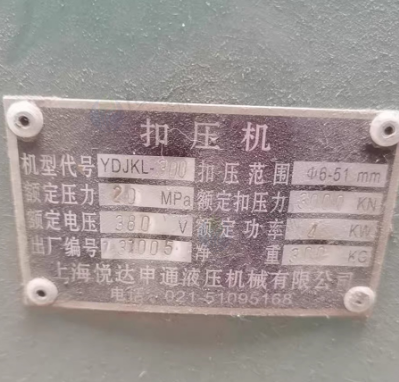 扣压机
机型代号 YDJKL- 扣压范围 Φ6-51 mm
额定压力 20 MPa 额定扣压力 KN
额定电压 380 V 额定功率 4 KW
出厂编号 净重 KG
上海悦达申通液压机械有限公司
电话：021-51095168